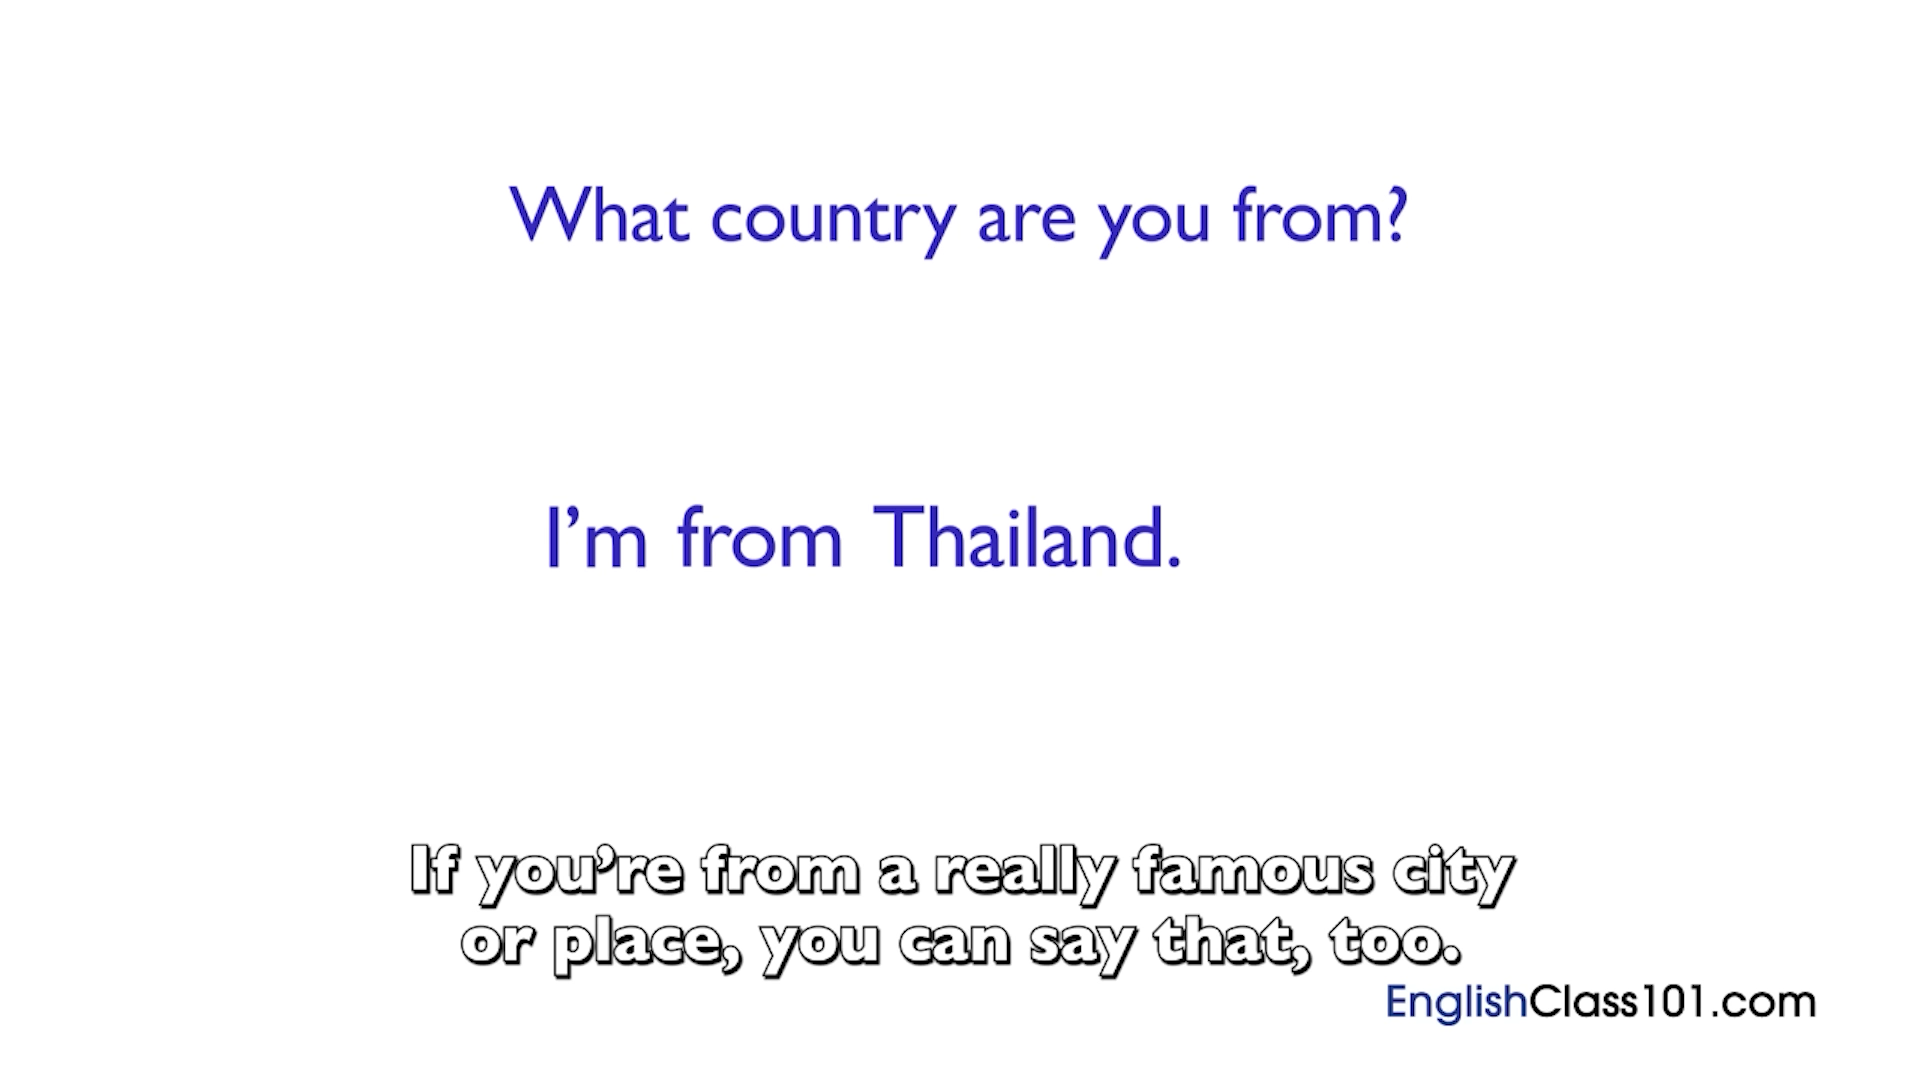 What country are you from?
I'm from Thailand.
If you're from a really famous city
or place, you can say that, too.
EnglishClass101.com